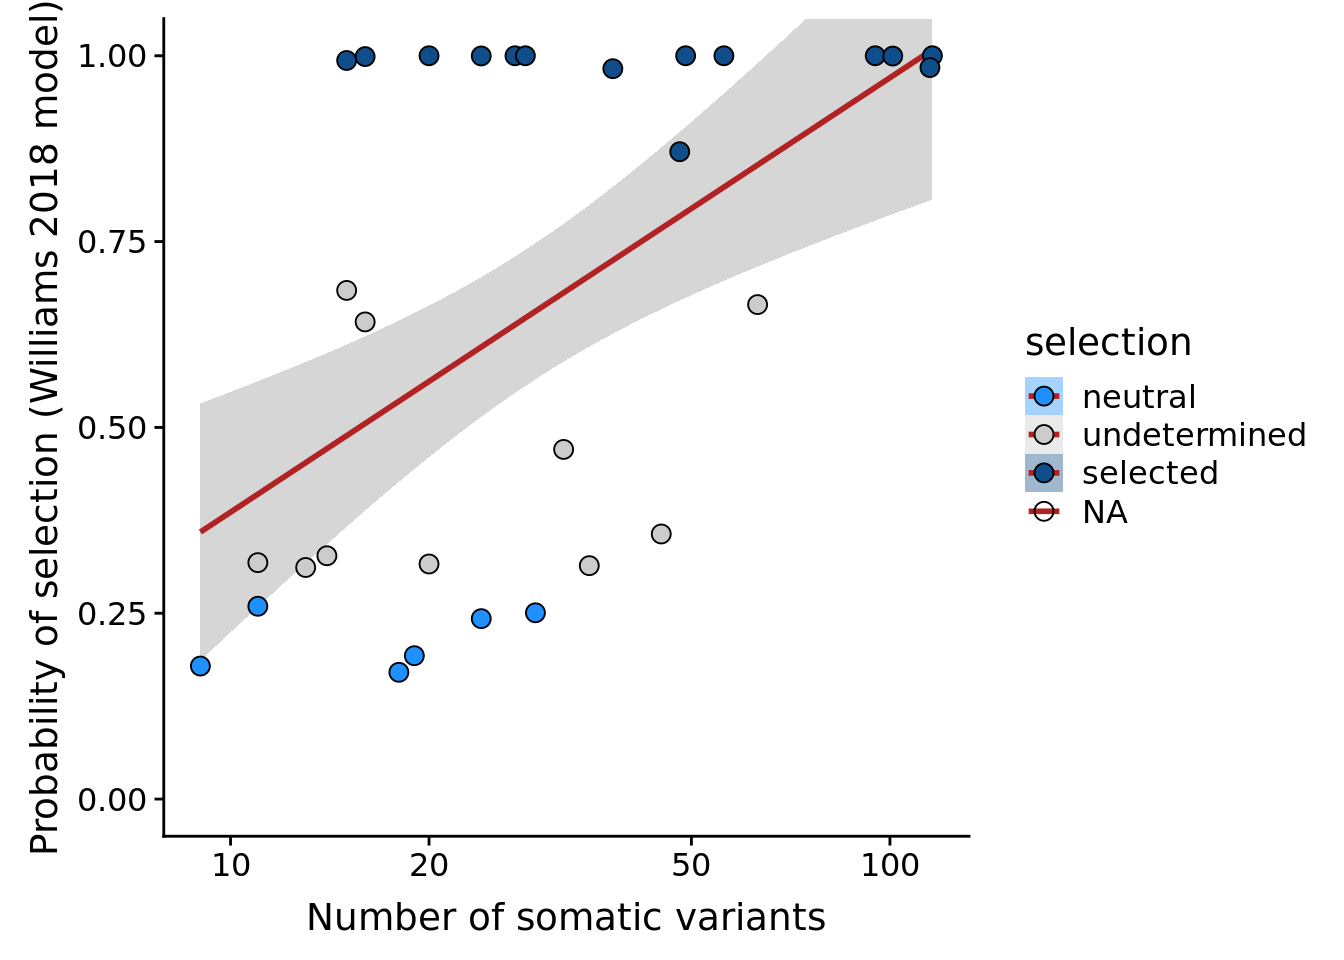 Probability of selection (Williams 2018 model)
1.00
0.75
0.50
0.25
0.00
10 20 50 100
Number of somatic variants
selection
neutral
undetermined
selected
NA